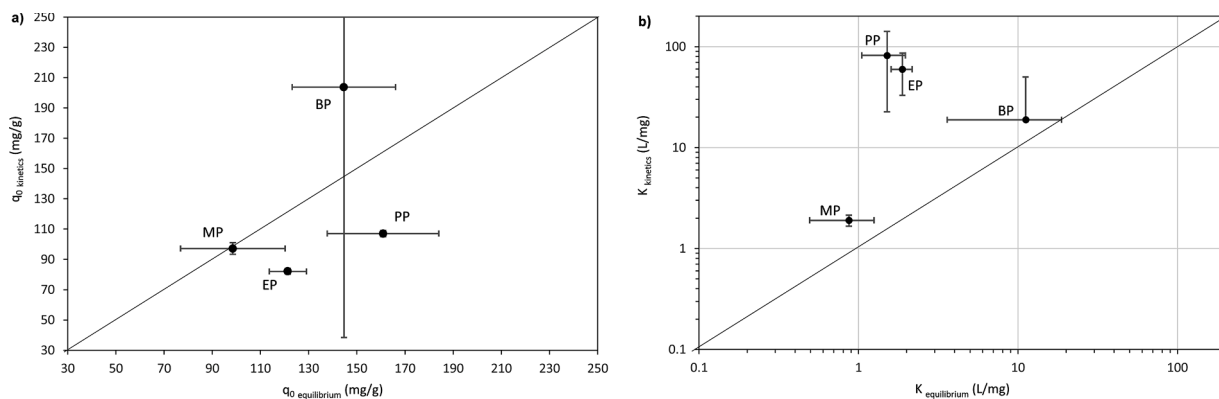 a)
250
230
210
190
170
150
130
110
90
70
50
30
q0 kinetics (mg/g)
BP
MP
PP
EP
30 50 70 90 110 130 150 170 190 210 230 250
q0 equilibrium (mg/g)
b)
100
10
1
0.1
K kinetics (L/mg)
PP
EP
BP
MP
0.1 1 10 100
K equilibrium (L/mg)